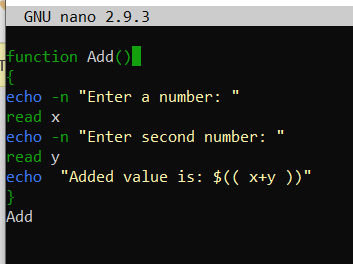 GNU nano 2.9.3
function Add()
{
echo -n "Enter a number: "
read x
echo -n "Enter second number: "
read y
echo  "Added value is: $(( x+y ))"
}
Add